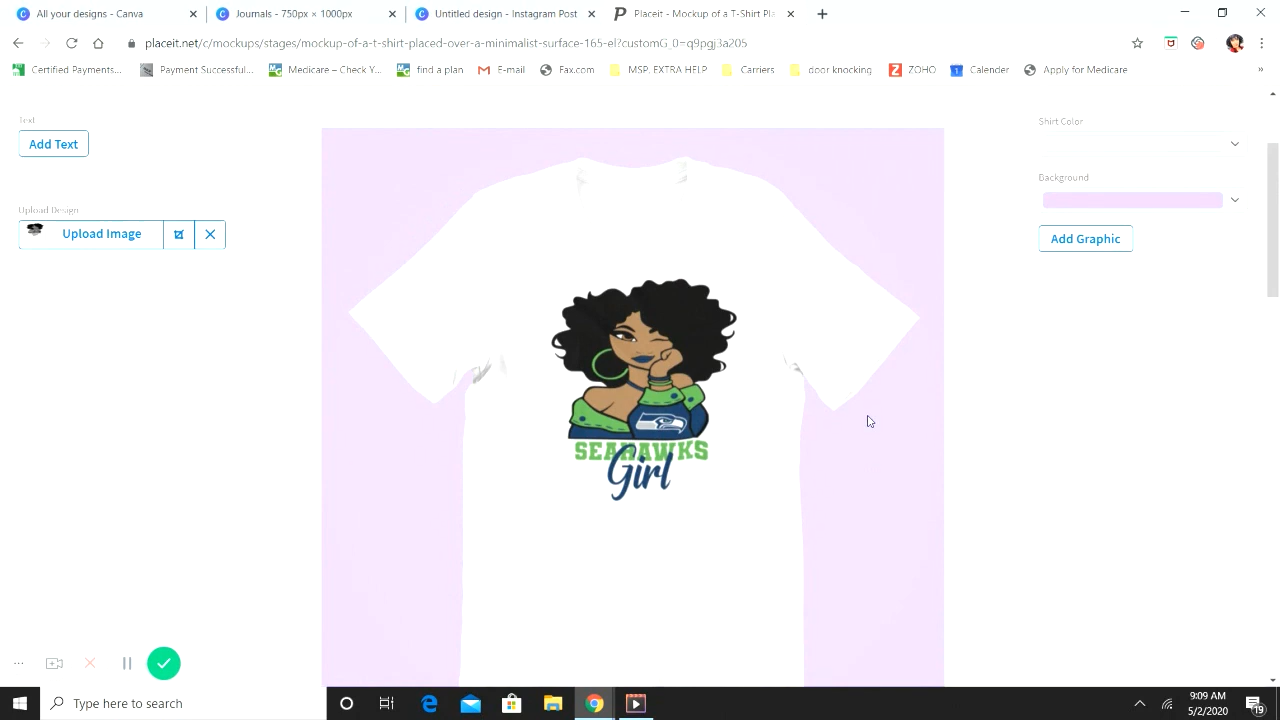 All your designs - Canva
Journals - 750px × 1000px
Untitled design - Instagram Post
Placeit - Mockup of a T-Shirt Pla
placeit.net/c/mockups/stages/mockup-of-a-t-shirt-placed-over-a-minimalist-surface-165-el?customG_0=q9pgj3a205
Certified Payments...
Payment Successful...
Medicare – Check Y...
find a plan
E-mail
Fax.com
MSP, EXTRA HELP
Carriers
door knocking
ZOHO
Calender
Apply for Medicare
Text
Add Text
Shirt Color
Background
Upload Design
Upload Image
Add Graphic
SEAHAWKS
Girl
Type here to search
9:09 AM
5/2/2020
19